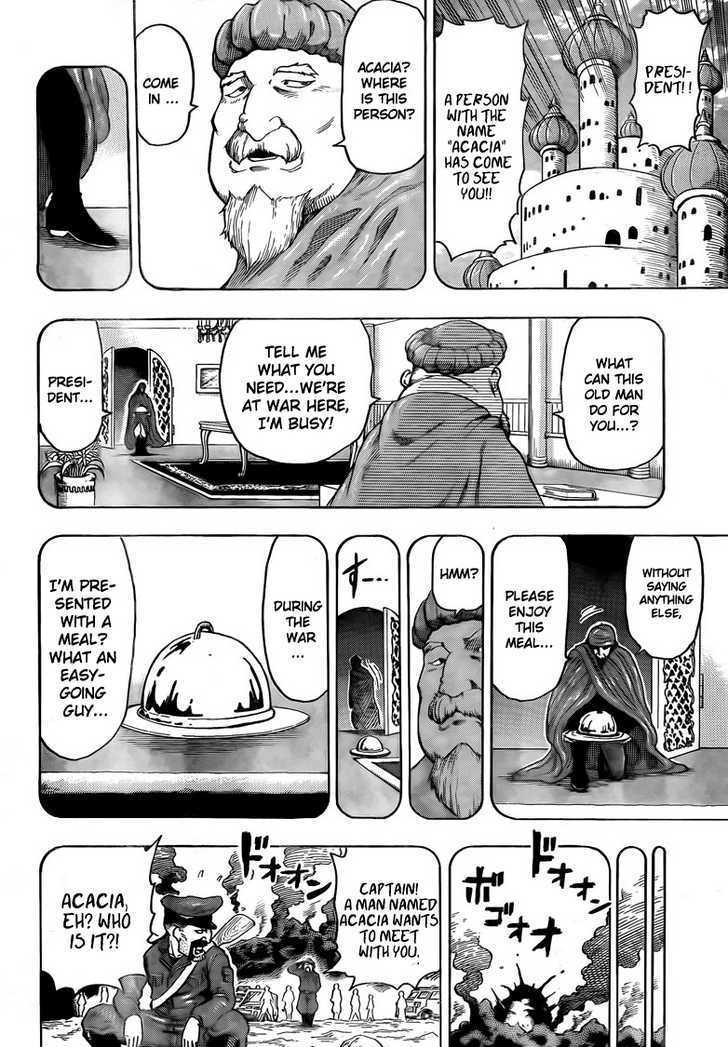 PRESI-
DENT!!
A PERSON
WITH THE
NAME
"ACACIA"
HAS COME
TO SEE
YOU!!
ACACIA?
WHERE
IS THIS
PERSON?
COME
IN ...
WHAT
CAN THIS
OLD MAN
DO FOR
YOU...?
TELL ME
WHAT YOU
NEED...WE'RE
AT WAR HERE,
I'M BUSY!
PRESI-
DENT...
WITHOUT
SAYING
ANYTHING
ELSE,
PLEASE
ENJOY
THIS
MEAL...
HMM?
す
DURING
THE
WAR
...
I'M PRE-
SENTED
WITH A
MEAL?
WHAT AN
EASY-
GOING
GUY...
ボゴォン
ドォオン
ドォオン
CAPTAIN!
A MAN NAMED
ACACIA WANTS
TO MEET
WITH YOU.
ACACIA,
EH? WHO
IS IT?!